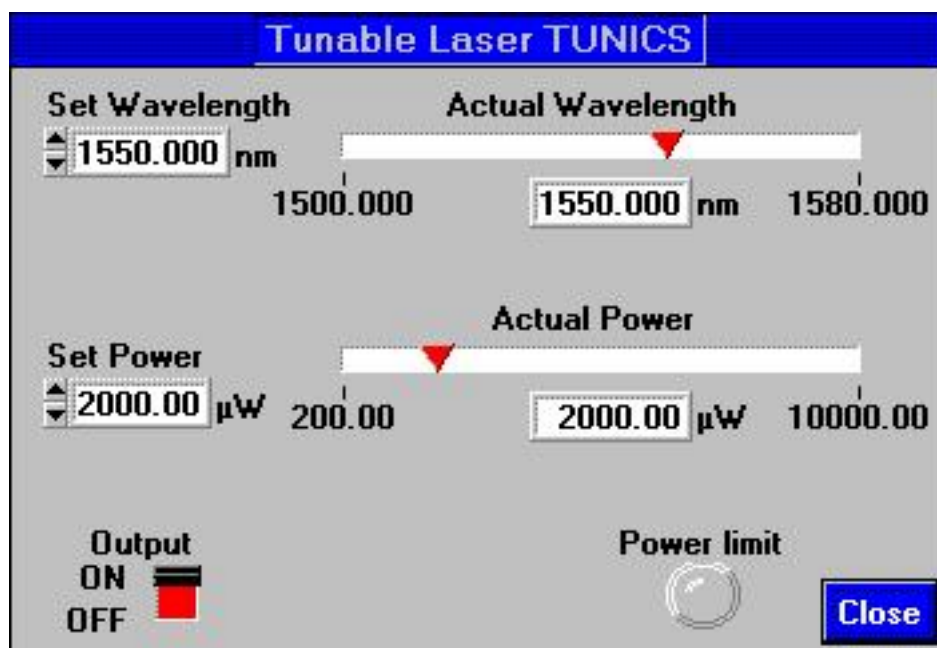 Tunable Laser TUNICS
Set Wavelength
1550.000 nm
Actual Wavelength
1500.000 1550.000 nm 1580.000
Set Power
2000.00 µW
Actual Power
200.00 2000.00 µW 10000.00
Output
ON
OFF
Power limit
Close